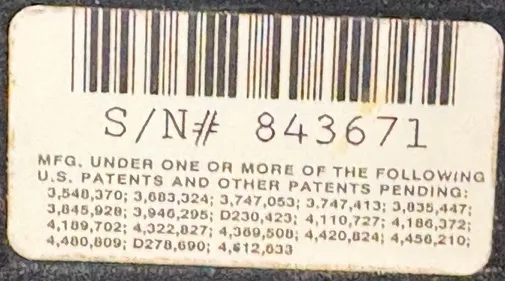 S/N# 843671
MFG. UNDER ONE OR MORE OF THE FOLLOWING
U.S. PATENTS AND OTHER PATENTS PENDING:
3,548,370; 3,683,324; 3,747,053; 3,747,413; 3,835,447;
3,845,928; 3,946,295; D230,423; 4,110,727; 4,186,372;
4,189,702; 4,322,827; 4,369,508; 4,420,824; 4,456,210;
4,480,809; D278,690; 4,612,633